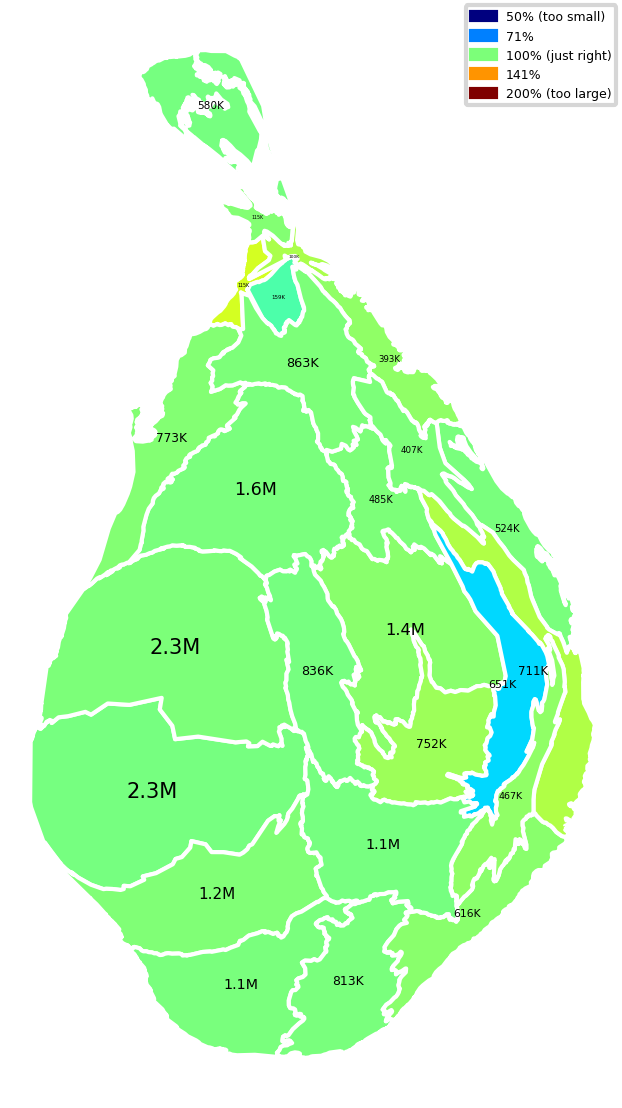 50% (too small)
71%
100% (just right)
141%
200% (too large)
580K
115K
103K
115K
159K
863K
393K
773K
407K
1.6M
485K
524K
1.4M
2.3M
836K
711K
651K
752K
2.3M
467K
1.1M
1.2M
616K
813K
1.1M